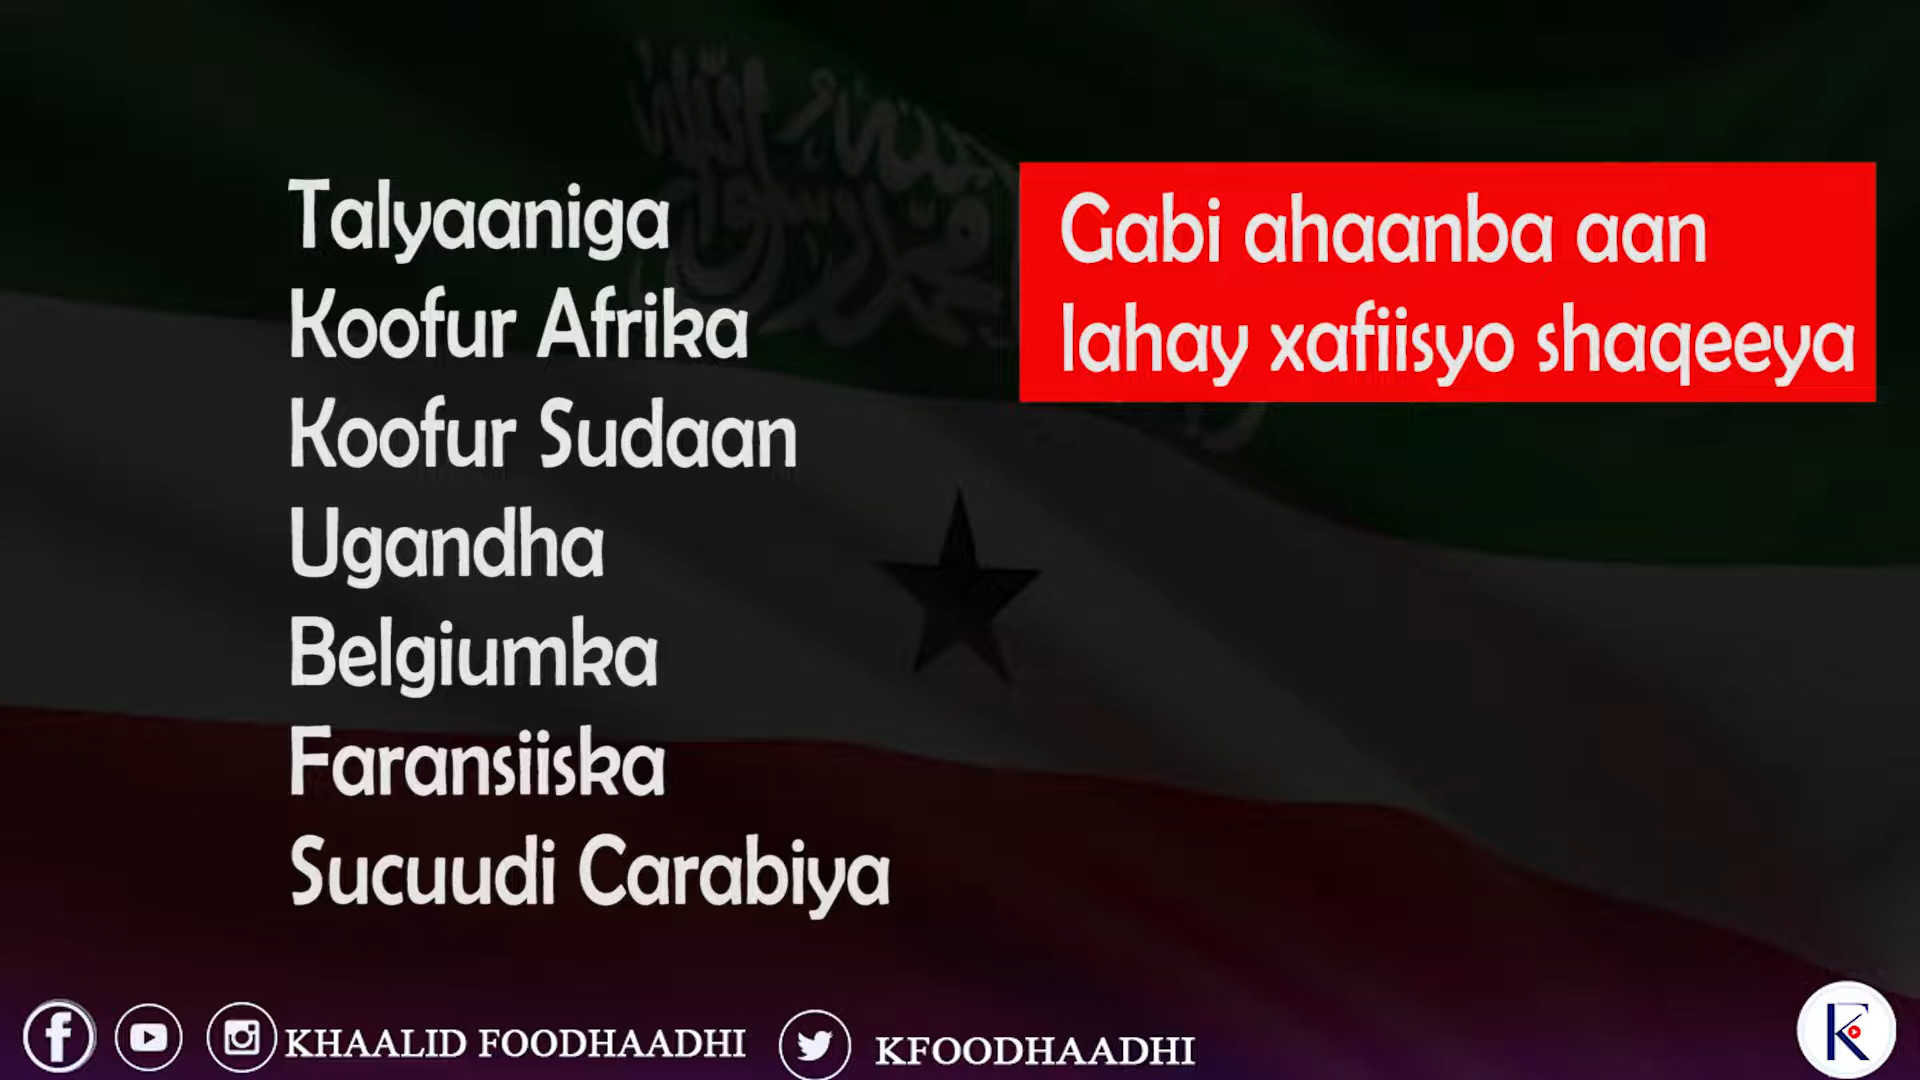 Talyaaniga
Koofur Afrika
Koofur Sudaan
Ugandha
Belgiumka
Faransiiska
Sucuudi Carabiya
Gabi ahaanba aan
lahay xafiisyo shaqeeya
KHAALID FOODHAADHI
KFOODHAADHI